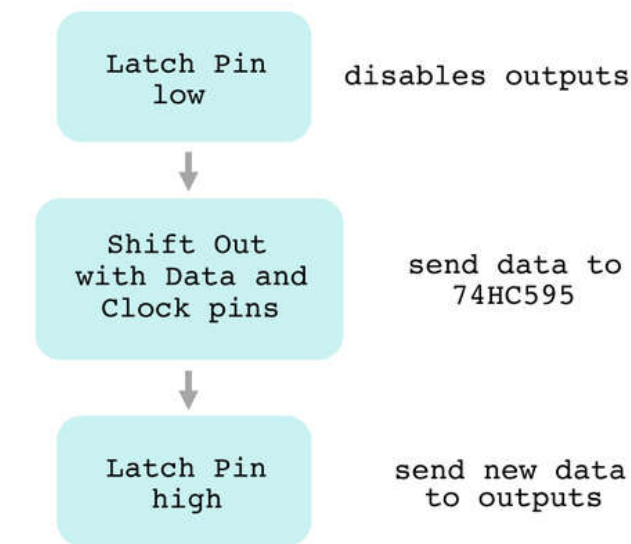 Latch Pin
low
disables outputs
Shift Out
with Data and
Clock pins
send data to
74HC595
Latch Pin
high
send new data
to outputs